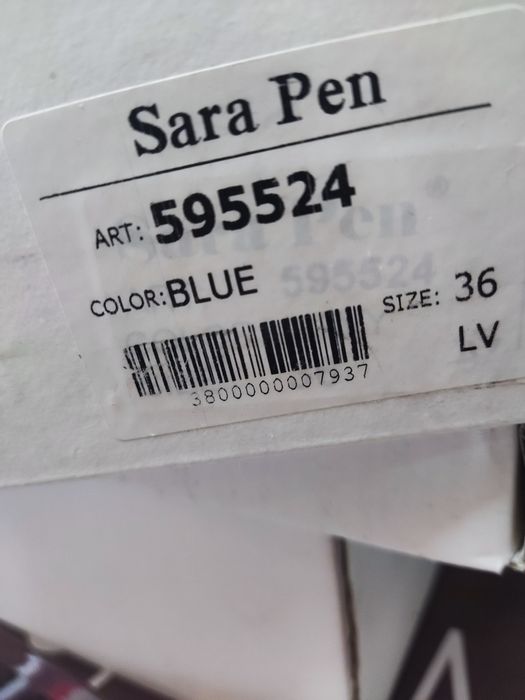 Sara Pen
ART: 595524
COLOR: BLUE
SIZE: 36
LV
3800000007937